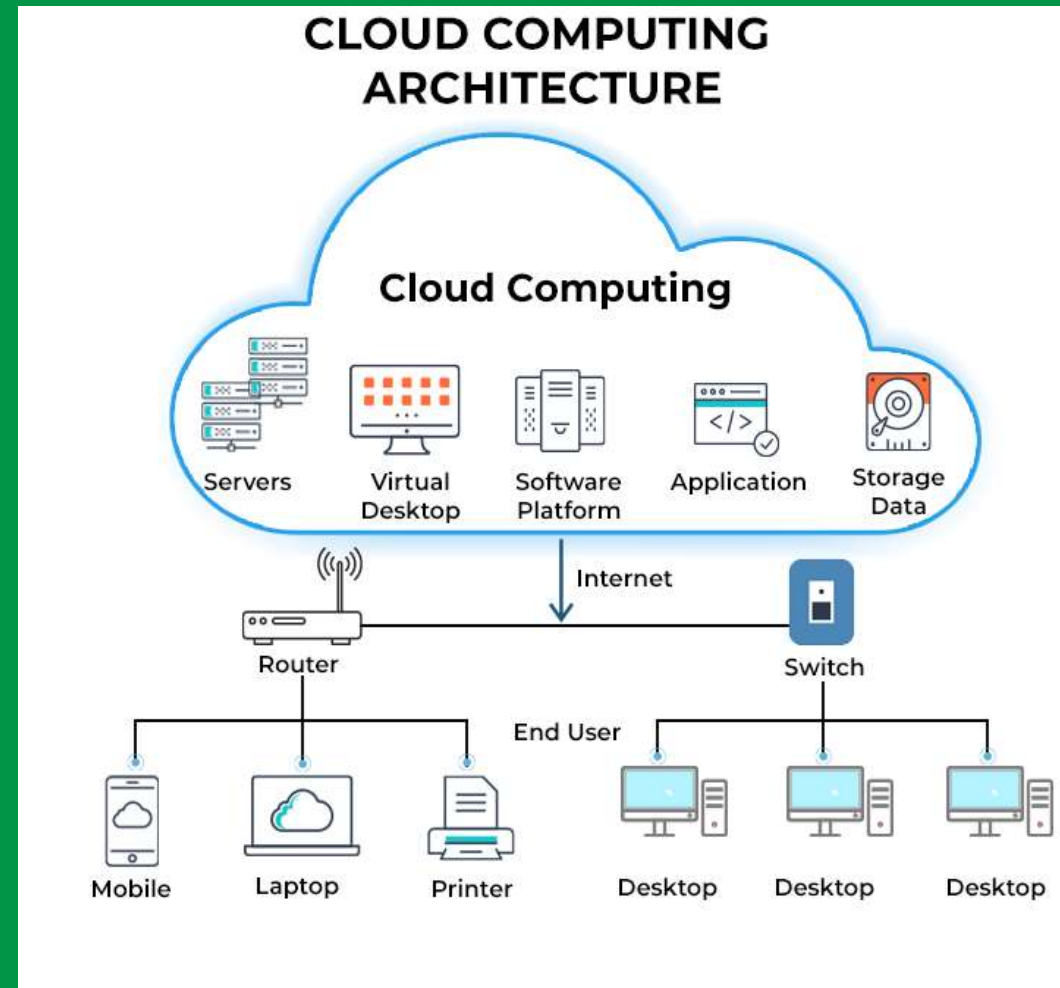 CLOUD COMPUTING
ARCHITECTURE
Cloud Computing
Servers
Virtual
Desktop
Software
Platform
</>
Application
Storage
Data
Internet
Router
Switch
End User
Mobile
Laptop
Printer
Desktop
Desktop
Desktop